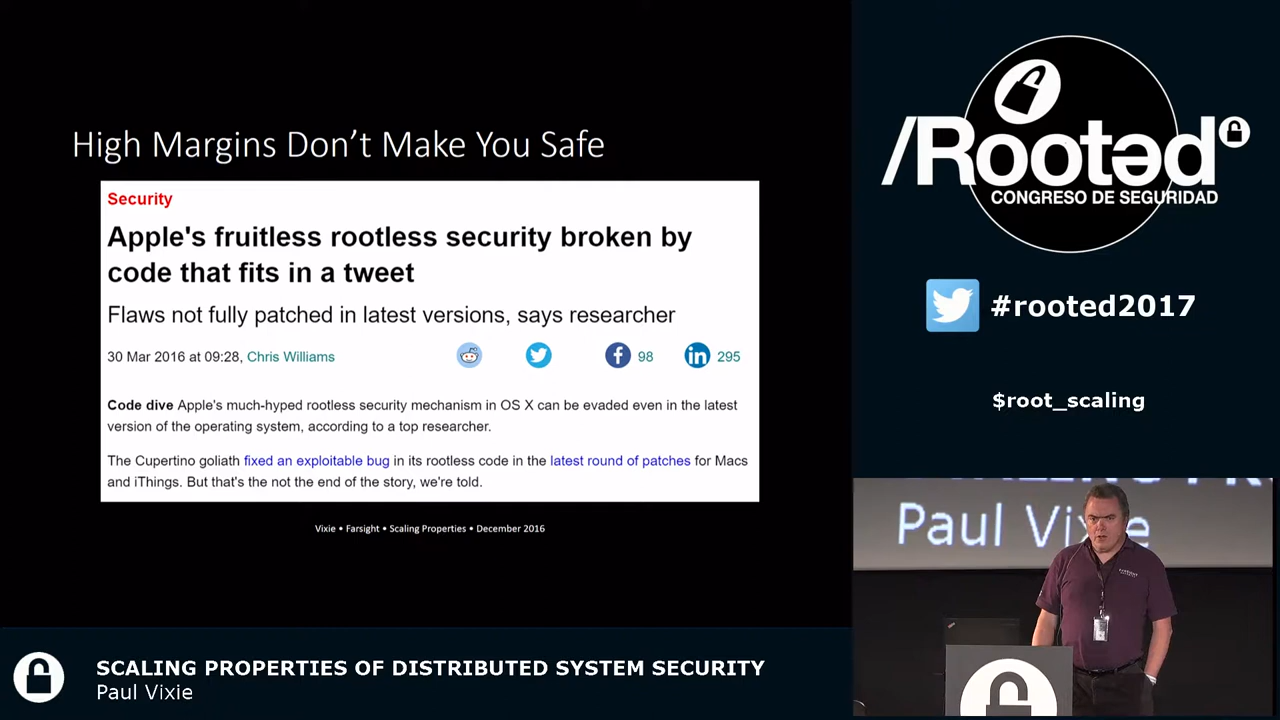 High Margins Don't Make You Safe
Security
Apple's fruitless rootless security broken by
code that fits in a tweet
Flaws not fully patched in latest versions, says researcher
30 Mar 2016 at 09:28, Chris Williams
98
295
Code dive Apple's much-hyped rootless security mechanism in OS X can be evaded even in the latest
version of the operating system, according to a top researcher.
The Cupertino goliath fixed an exploitable bug in its rootless code in the latest round of patches for Macs
and iThings. But that's the not the end of the story, we're told.
Vixie • Farsight • Scaling Properties • December 2016
/Rootəd
CONGRESO DE SEGURIDAD
#rooted2017
$root_scaling
Paul Vixie
SCALING PROPERTIES OF DISTRIBUTED SYSTEM SECURITY
Paul Vixie